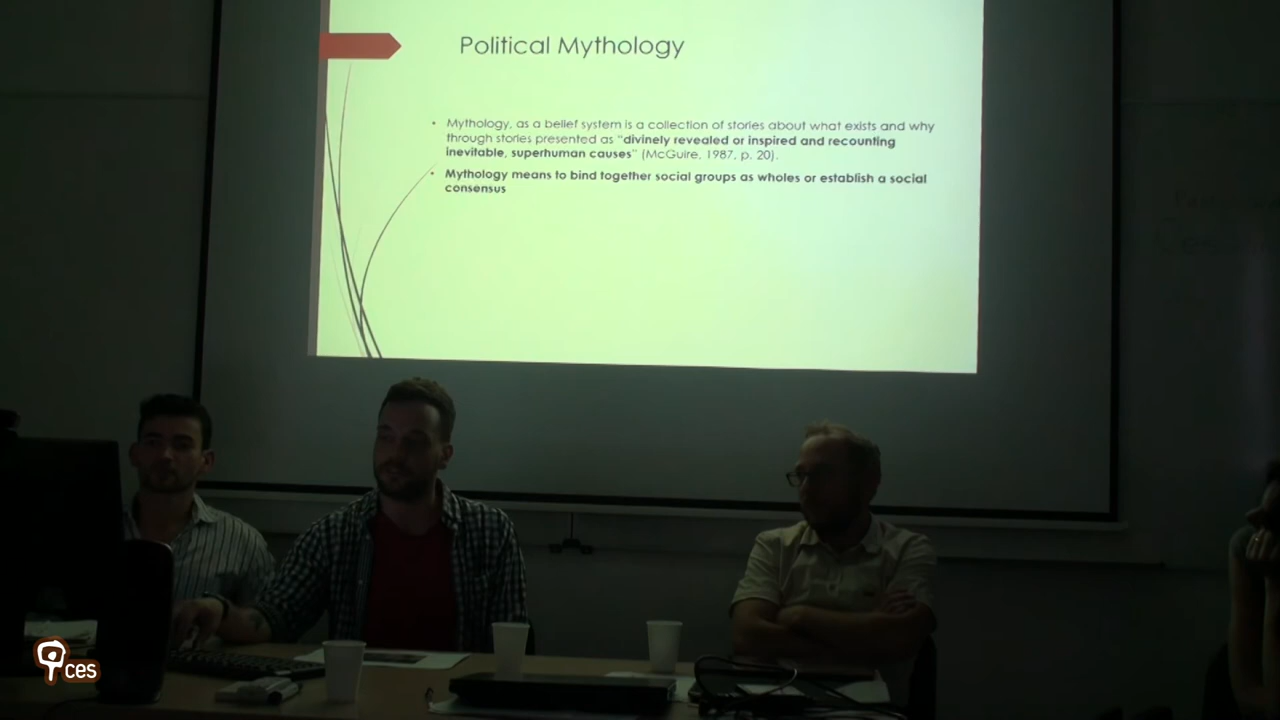 Political Mythology
Mythology, as a belief system is a collection of stories about what exists and why
through stories presented as "divinely revealed or inspired and recounting
inevitable, superhuman causes" (McGuire, 1987, p. 20).
Mythology means to bind together social groups as wholes or establish a social
consensus
ces